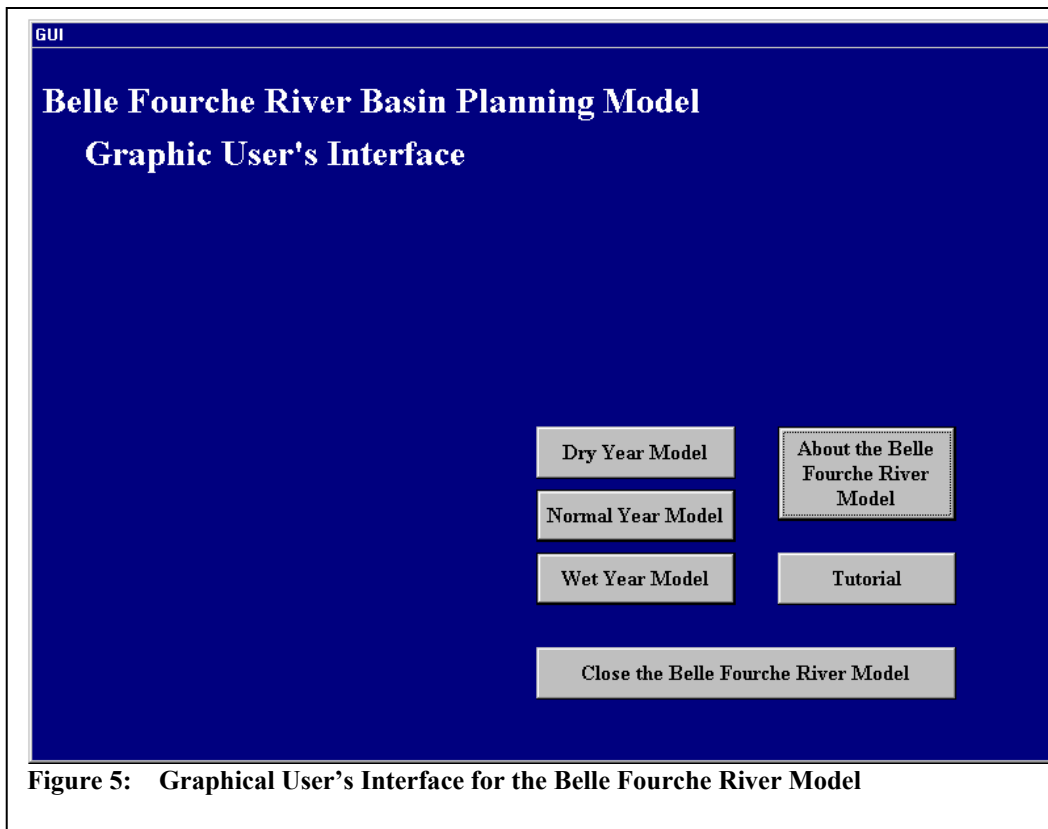 GUI
Belle Fourche River Basin Planning Model
Graphic User's Interface
Dry Year Model
Normal Year Model
Wet Year Model
About the Belle
Fourche River
Model
Tutorial
Close the Belle Fourche River Model
Figure 5: Graphical User’s Interface for the Belle Fourche River Model